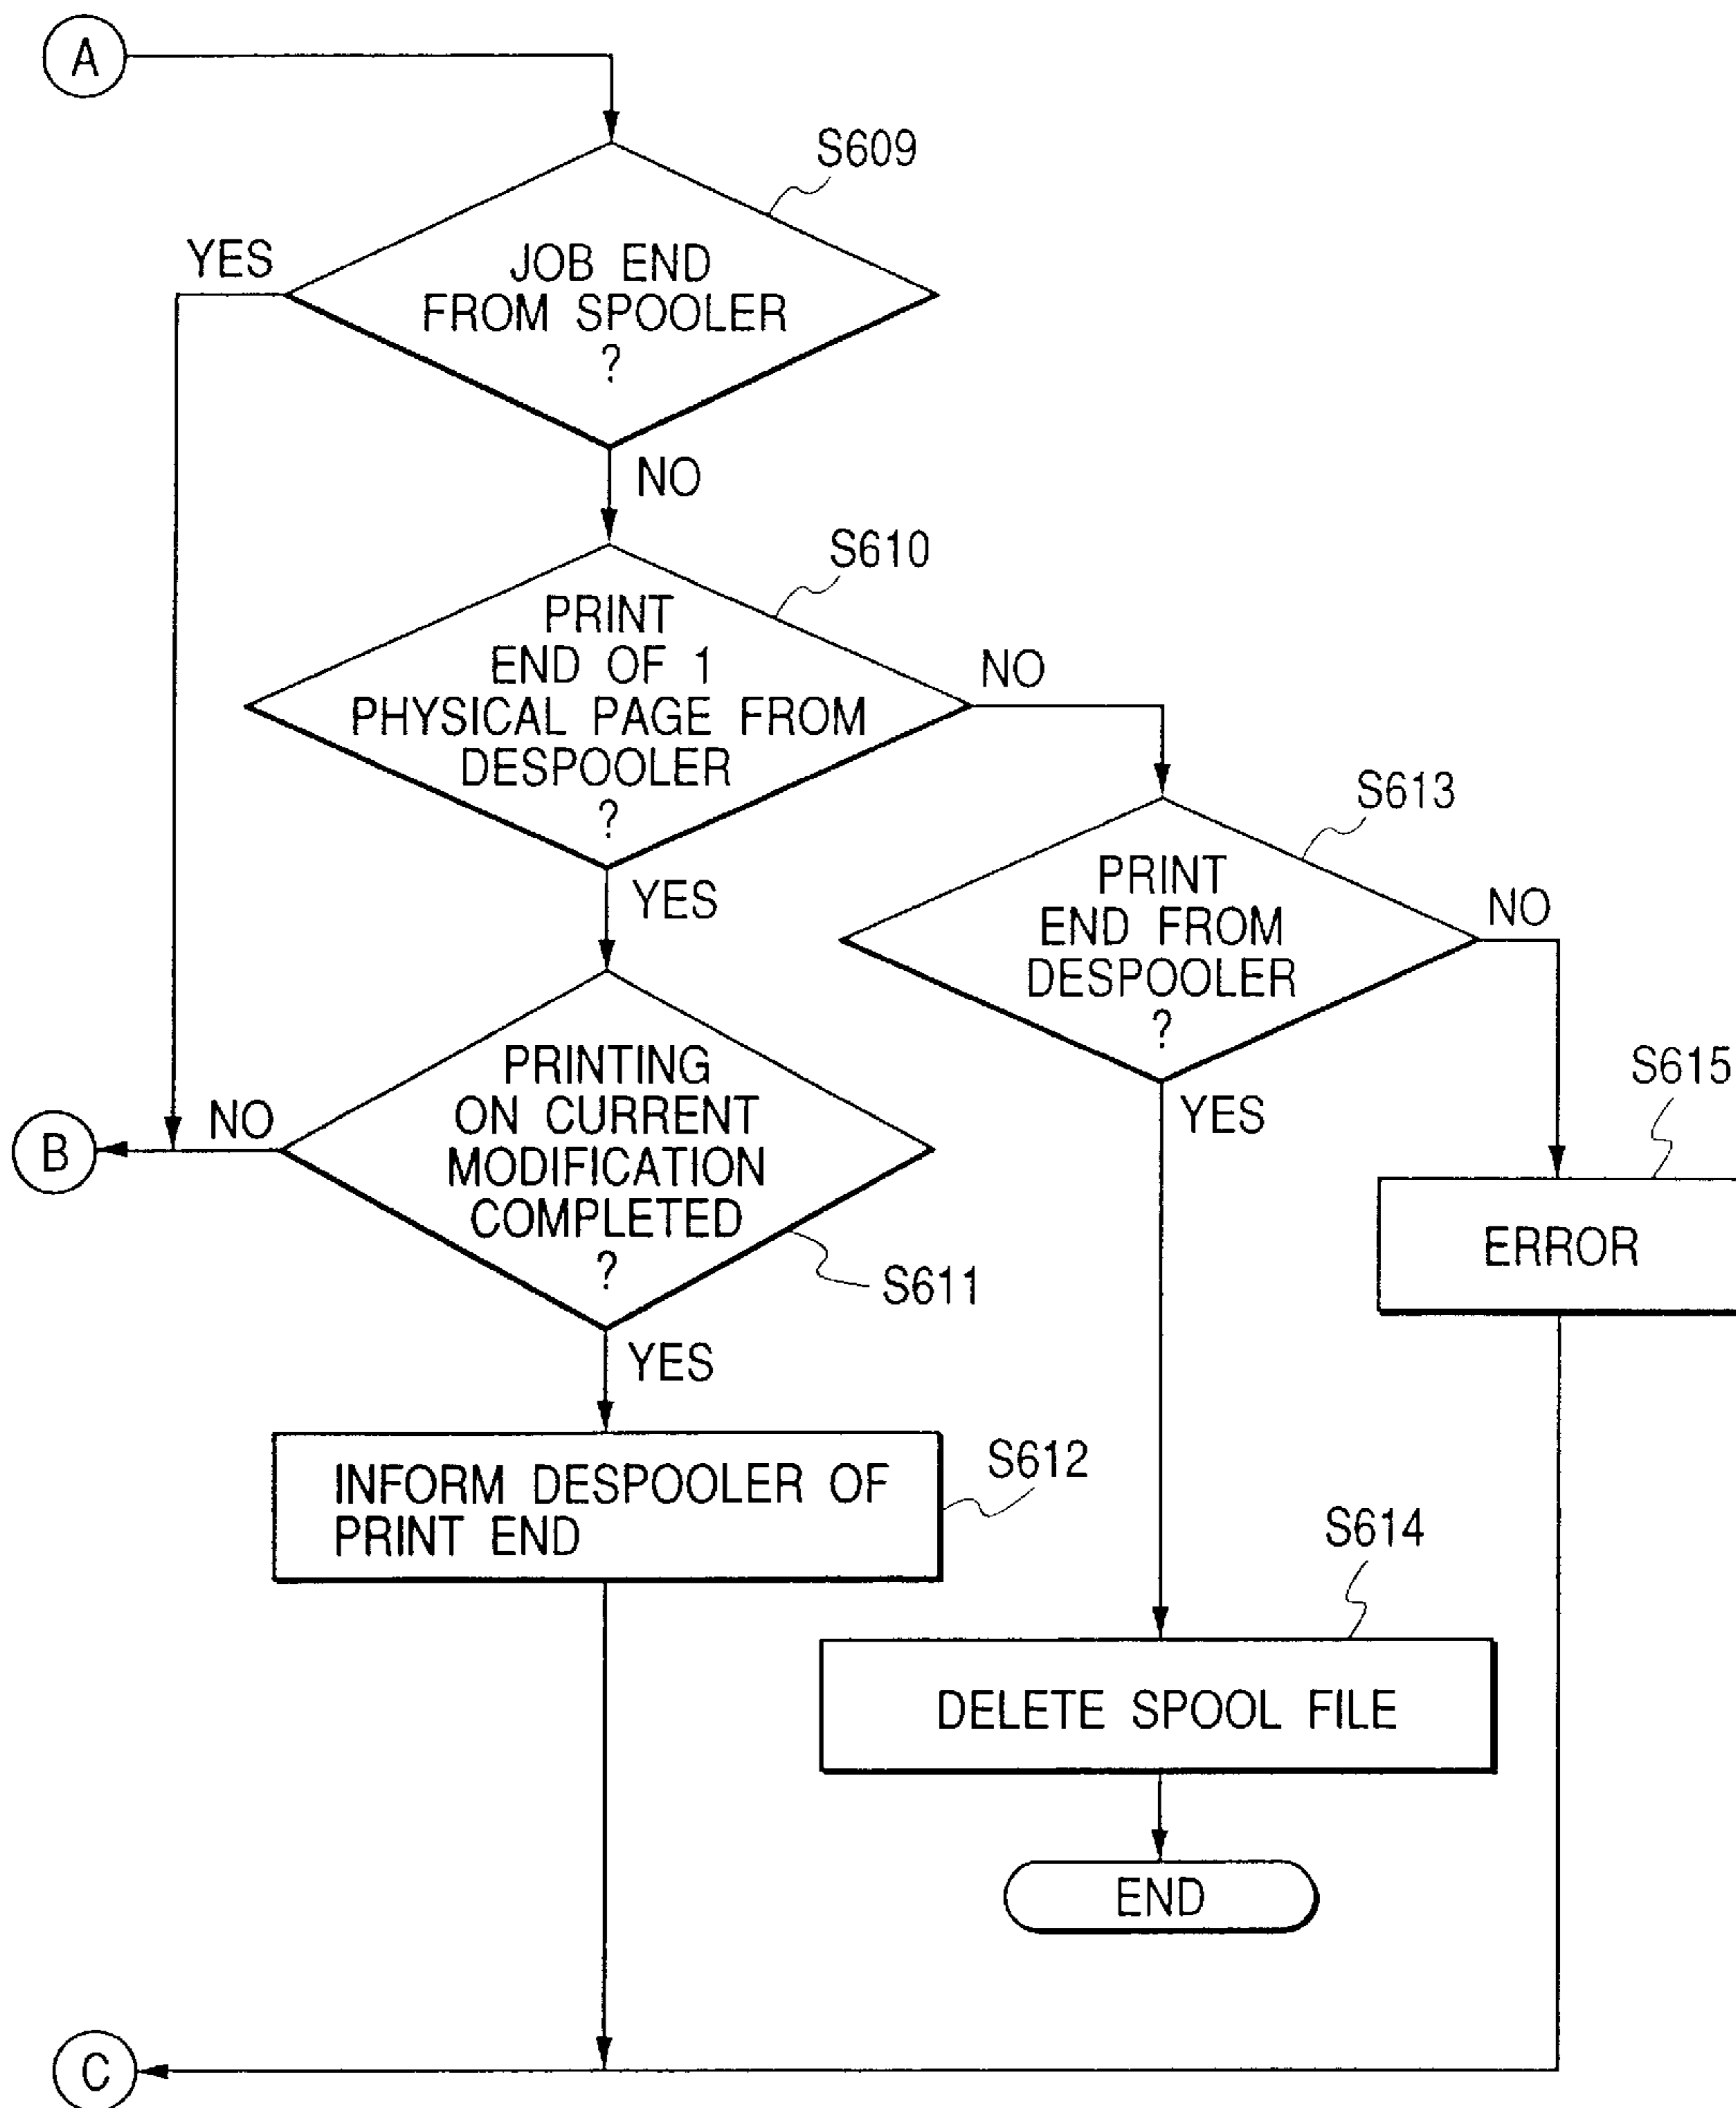 A
S609
YES
JOB END
FROM SPOOLER
?
NO
S610
PRINT
END OF 1
PHYSICAL PAGE FROM
DESPOOLER
?
NO
YES
S613
PRINT
END FROM
DESPOOLER
?
NO
YES
S615
ERROR
PRINTING
ON CURRENT
MODIFICATION
COMPLETED
?
NO
B
S611
YES
INFORM DESPOOLER OF
PRINT END
S612
S614
DELETE SPOOL FILE
END
C